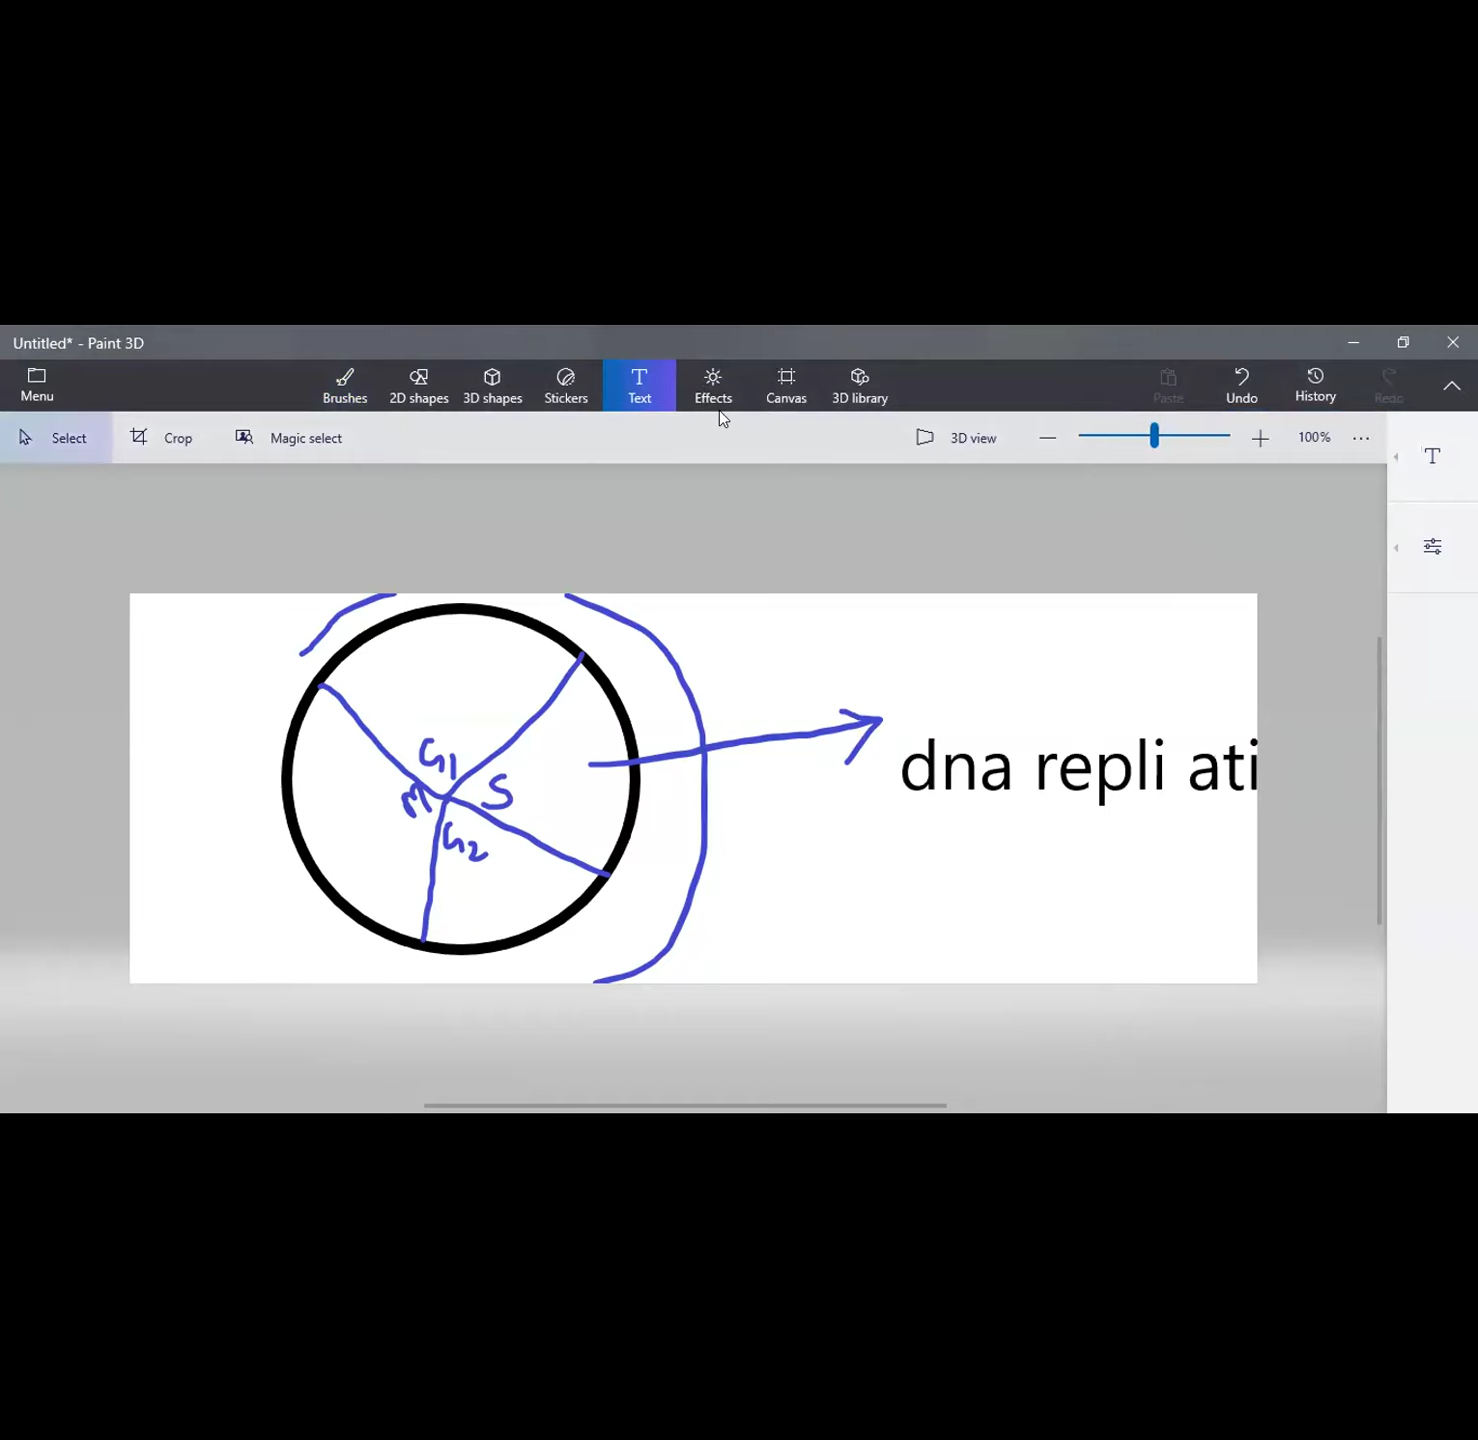 Untitled* - Paint 3D
Menu
Brushes
2D shapes
3D shapes
Stickers
Text
Effects
Canvas
3D library
Paste
Undo
History
Redo
Select
Crop
Magic select
3D view
100%
G1
M
S
G2
dna repli ati